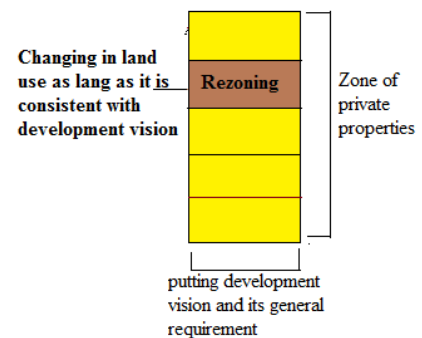 Changing in land
use as lang as it is
consistent with
development vision
Rezoning
Zone of
private
properties
putting development
vision and its general
requirement